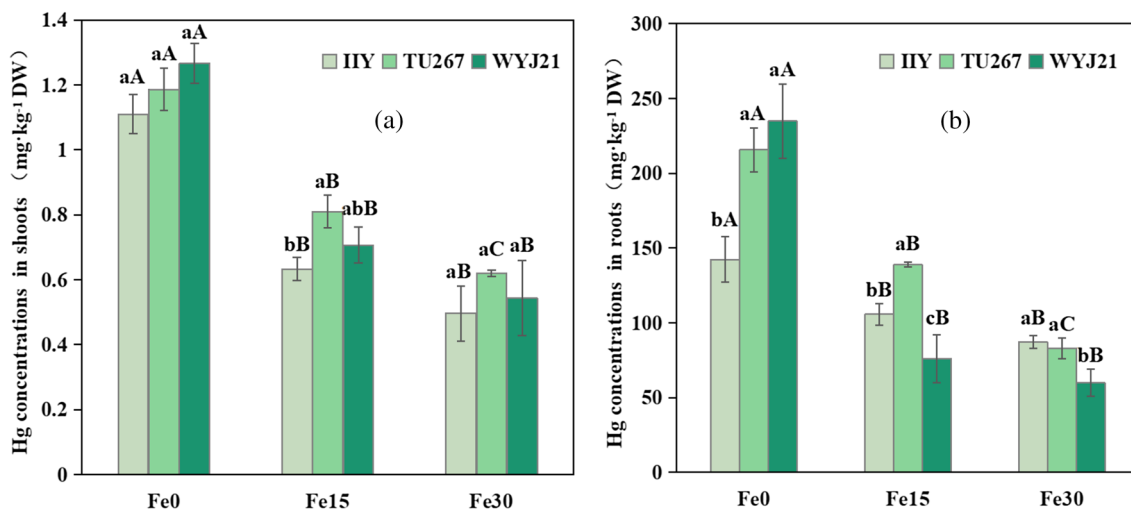 Hg concentrations in shoots（mg·kg⁻¹ DW）
1.4
1.2
1
0.8
0.6
0.4
0.2
0
IIY TU267 WYJ21
(a)
aA aA aA
bB aB abB
aB aC aB
Fe0 Fe15 Fe30
Hg concentrations in roots（mg·kg⁻¹ DW）
300
250
200
150
100
50
0
IIY TU267 WYJ21
(b)
bA aA aA
bB aB cB
aB aC bB
Fe0 Fe15 Fe30